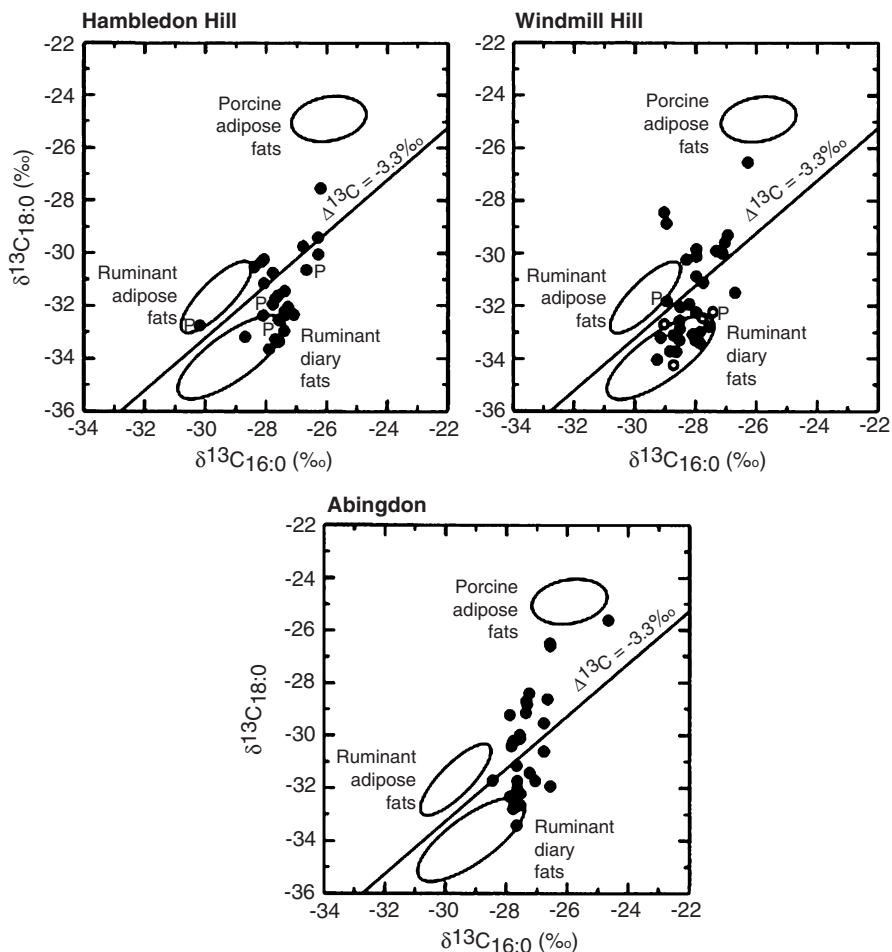 Hambledon Hill
-22
-24
-26
-28
-30
-32
-34
-36
δ13C18:0 (‰)
Porcine
adipose
fats
Δ13C = -3.3‰
Ruminant
adipose
fats
P
P
P
P
Ruminant
diary
fats
-34 -32 -30 -28 -26 -24 -22
δ13C16:0 (‰)
Windmill Hill
-22
-24
-26
-28
-30
-32
-34
-36
Porcine
adipose
fats
Δ13C = -3.3‰
Ruminant
adipose
fats
P
P
Ruminant
diary
fats
-34 -32 -30 -28 -26 -24 -22
δ13C16:0 (‰)
Abingdon
-22
-24
-26
-28
-30
-32
-34
-36
δ13C18:0
Porcine
adipose
fats
Δ13C = -3.3‰
Ruminant
adipose
fats
Ruminant
diary
fats
-34 -32 -30 -28 -26 -24 -22
δ13C16:0 (‰)